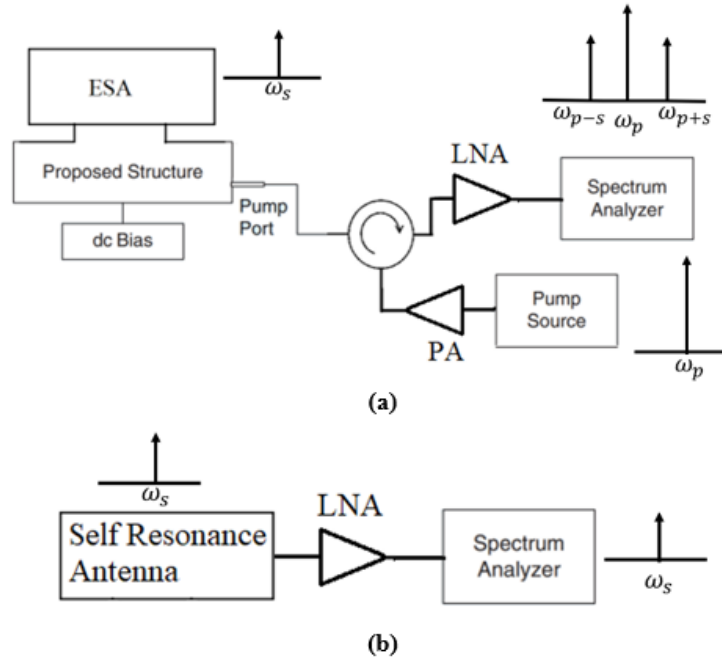 ESA
ω_s
ω_{p-s} ω_p ω_{p+s}
Proposed Structure
dc Bias
Pump
Port
LNA
Spectrum
Analyzer
PA
Pump
Source
ω_p
(a)
ω_s
Self Resonance
Antenna
LNA
Spectrum
Analyzer
ω_s
(b)